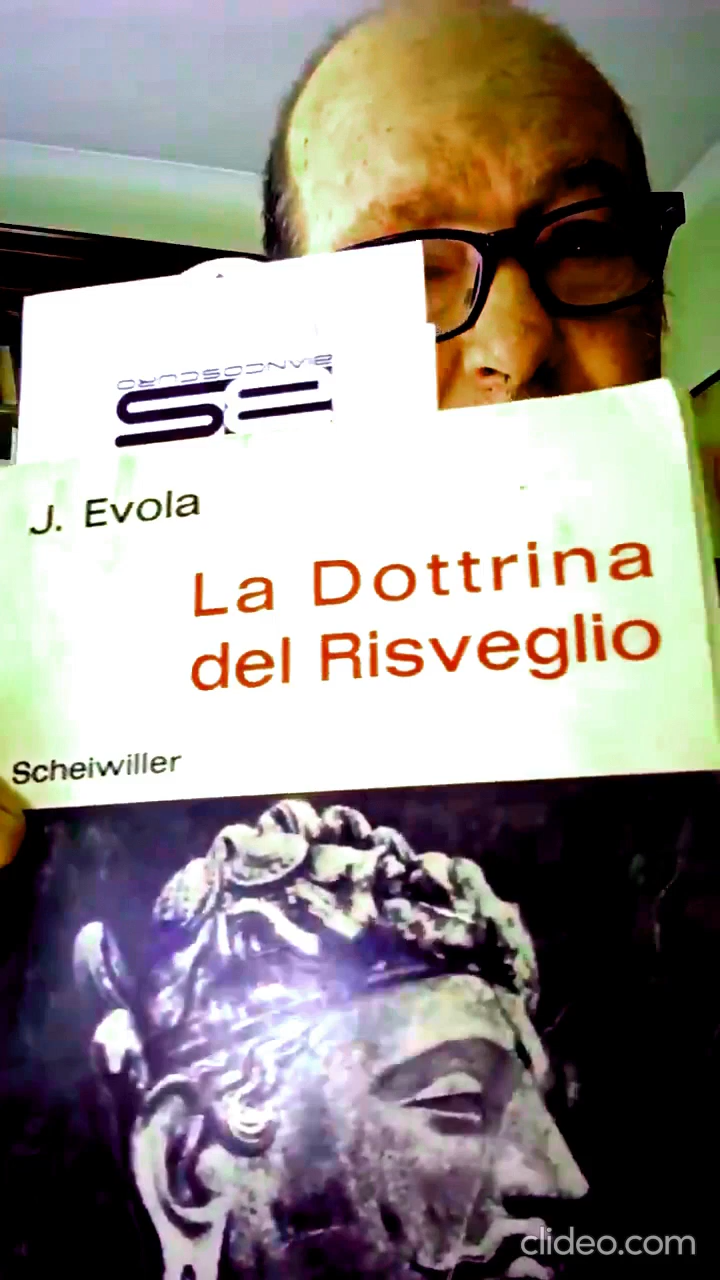 BIANCOSCURO
J. Evola
La Dottrina
del Risveglio
Scheiwiller
clideo.com